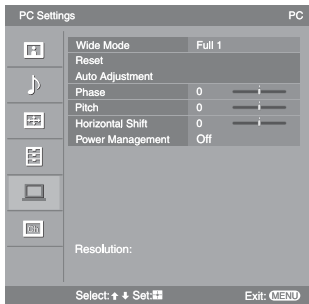 PC Settings PC
Wide Mode Full 1
Reset
Auto Adjustment
Phase 0
Pitch 0
Horizontal Shift 0
Power Management Off
Resolution:
Select: Set: Exit: MENU